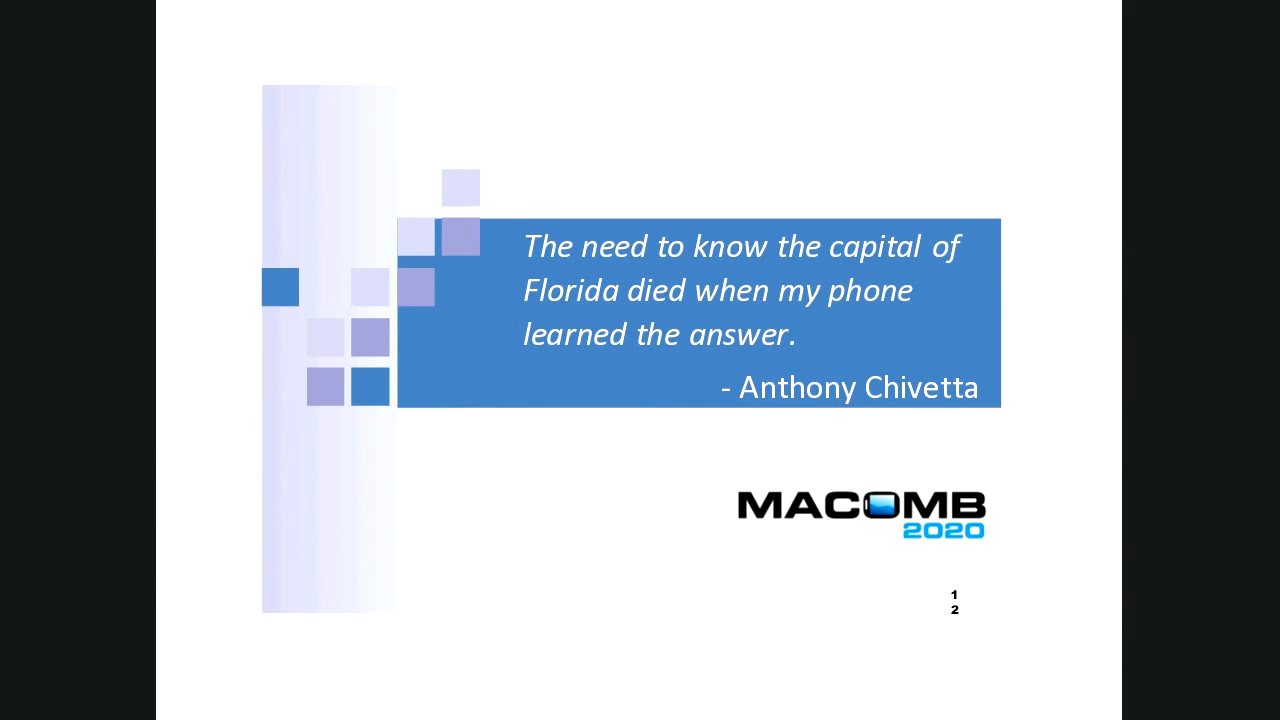 The need to know the capital of
Florida died when my phone
learned the answer.
- Anthony Chivetta
MACOMB
2020
1
2